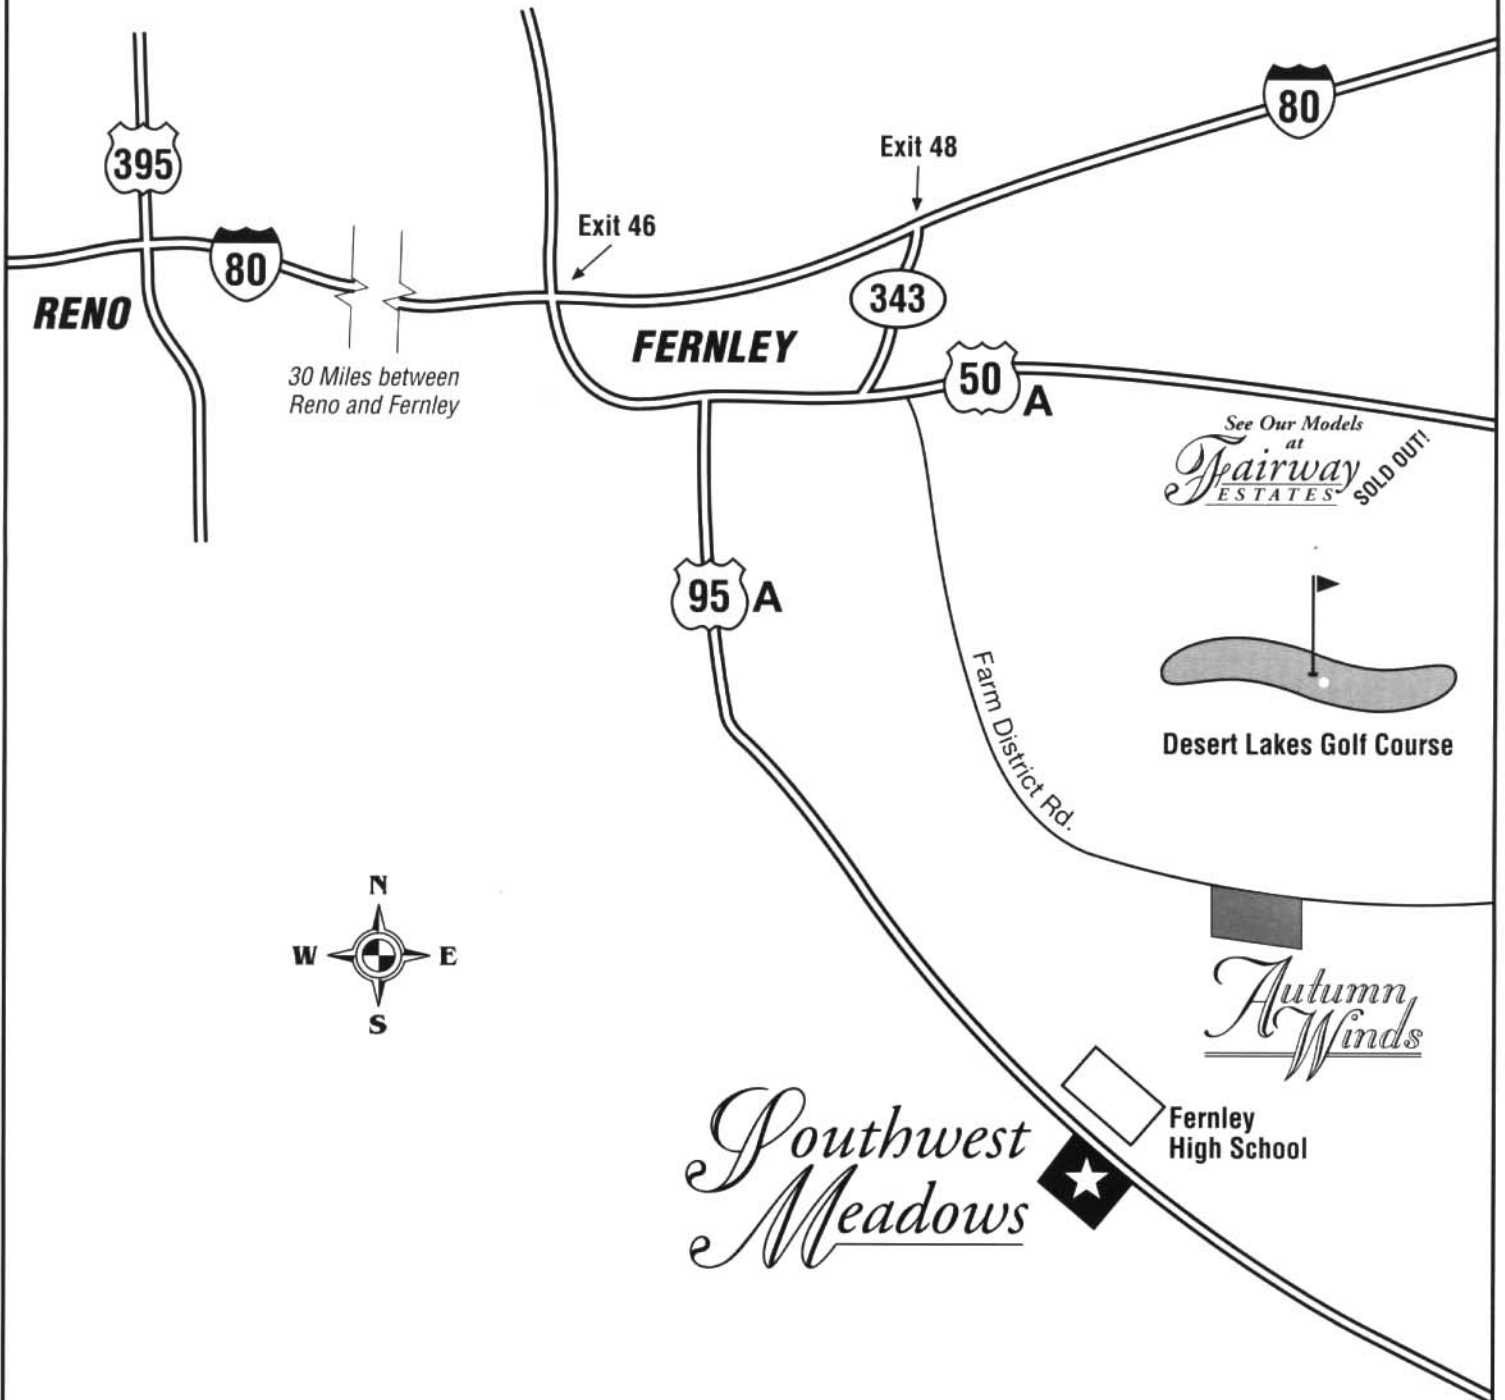 395
80
Exit 48
Exit 46
80
343
RENO
FERNLEY
30 Miles between
Reno and Fernley
50
A
See Our Models
at
Fairway
ESTATES
SOLD OUT!
95 A
Farm District Rd.
Desert Lakes Golf Course
N
W E
S
Autumn
Winds
Fernley
High School
Southwest
Meadows